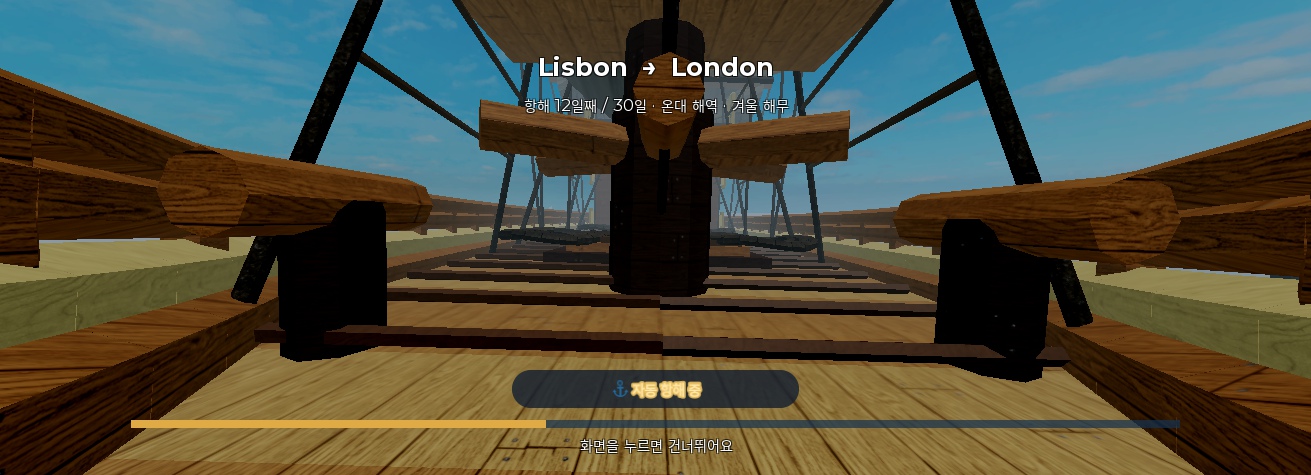 Lisbon → London
항해 12일째 / 30일 · 온대 해역 · 겨울 해무
⚓ 자동 항해 중
화면을 누르면 건너뛰어요